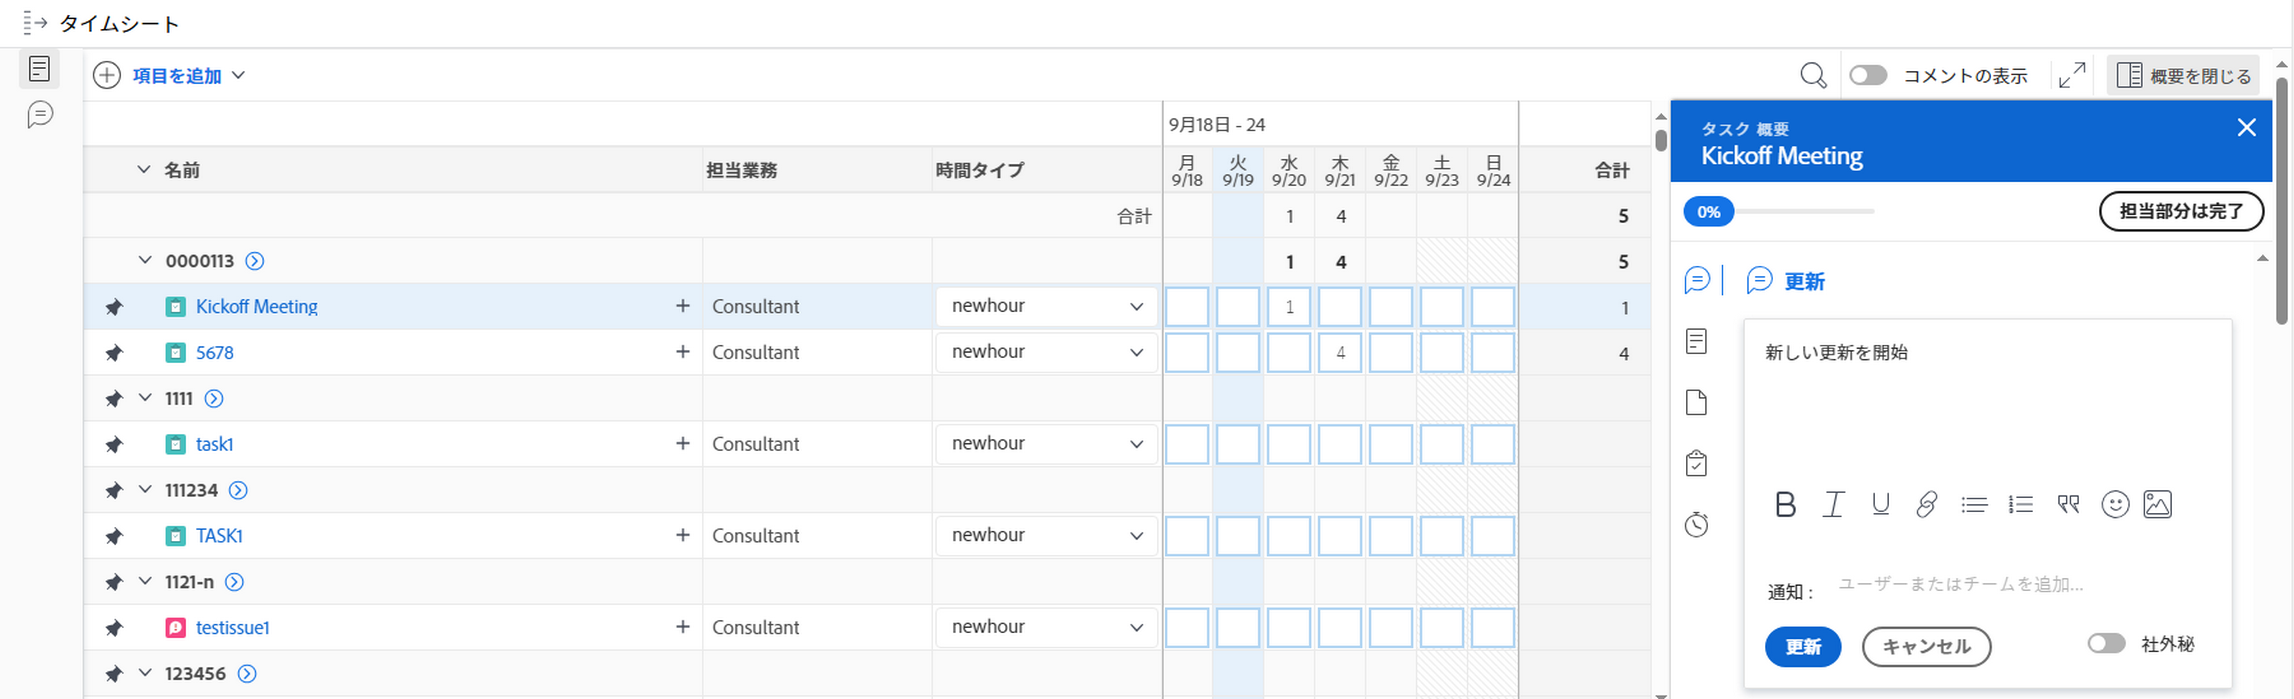 タイムシート
項目を追加
コメントの表示
概要を閉じる
9月18日 - 24
名前 担当業務 時間タイプ 月 9/18 火 9/19 水 9/20 木 9/21 金 9/22 土 9/23 日 9/24 合計
合計 1 4 5
0000113 1 4 5
Kickoff Meeting + Consultant newhour 1 1
5678 + Consultant newhour 4 4
1111
task1 + Consultant newhour
111234
TASK1 + Consultant newhour
1121-n
testissue1 + Consultant newhour
123456
タスク 概要
Kickoff Meeting
0% 担当部分は完了
更新
新しい更新を開始
B I U
通知 : ユーザーまたはチームを追加...
更新 キャンセル 社外秘